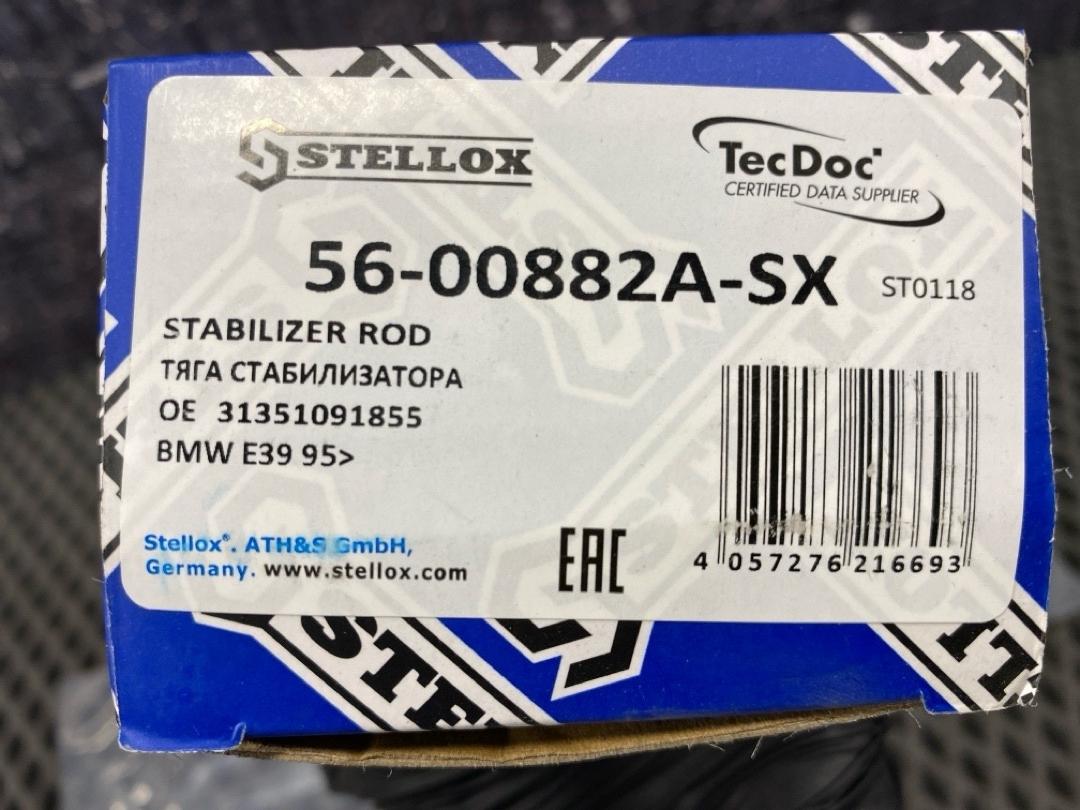 STELLOX
TecDoc
CERTIFIED DATA SUPPLIER
56-00882A-SX ST0118
STABILIZER ROD
ТЯГА СТАБИЛИЗАТОРА
OE 31351091855
BMW E39 95>
Stellox®. ATH&S GmbH,
Germany. www.stellox.com
EAC
4 057276 216693